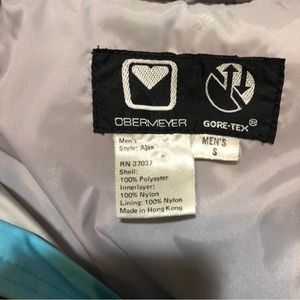 OBERMEYER
GORE-TEX®
MEN'S
S
Men's
Style: Ajax
RN 37037
Shell:
100% Polyester
Innerlayer:
100% Nylon
Lining: 100% Nylon
Made in Hong Kong